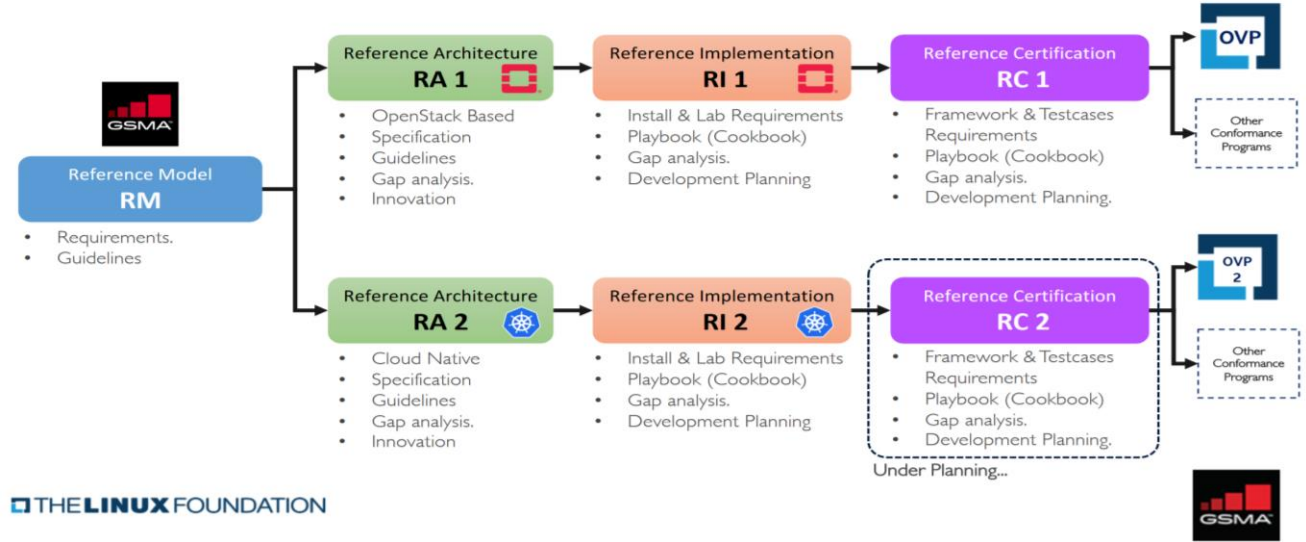 GSMA™
Reference Model
RM
• Requirements.
• Guidelines
Reference Architecture
RA 1
• OpenStack Based
• Specification
• Guidelines
• Gap analysis.
• Innovation
Reference Implementation
RI 1
• Install & Lab Requirements
• Playbook (Cookbook)
• Gap analysis.
• Development Planning
Reference Certification
RC 1
• Framework & Testcases
Requirements
• Playbook (Cookbook)
• Gap analysis.
• Development Planning.
OVP
Other
Conformance
Programs
Reference Architecture
RA 2
• Cloud Native
• Specification
• Guidelines
• Gap analysis.
• Innovation
Reference Implementation
RI 2
• Install & Lab Requirements
• Playbook (Cookbook)
• Gap analysis.
• Development Planning
Reference Certification
RC 2
• Framework & Testcases
Requirements
• Playbook (Cookbook)
• Gap analysis.
• Development Planning.
Under Planning...
OVP
2
Other
Conformance
Programs
THE LINUX FOUNDATION
GSMA™